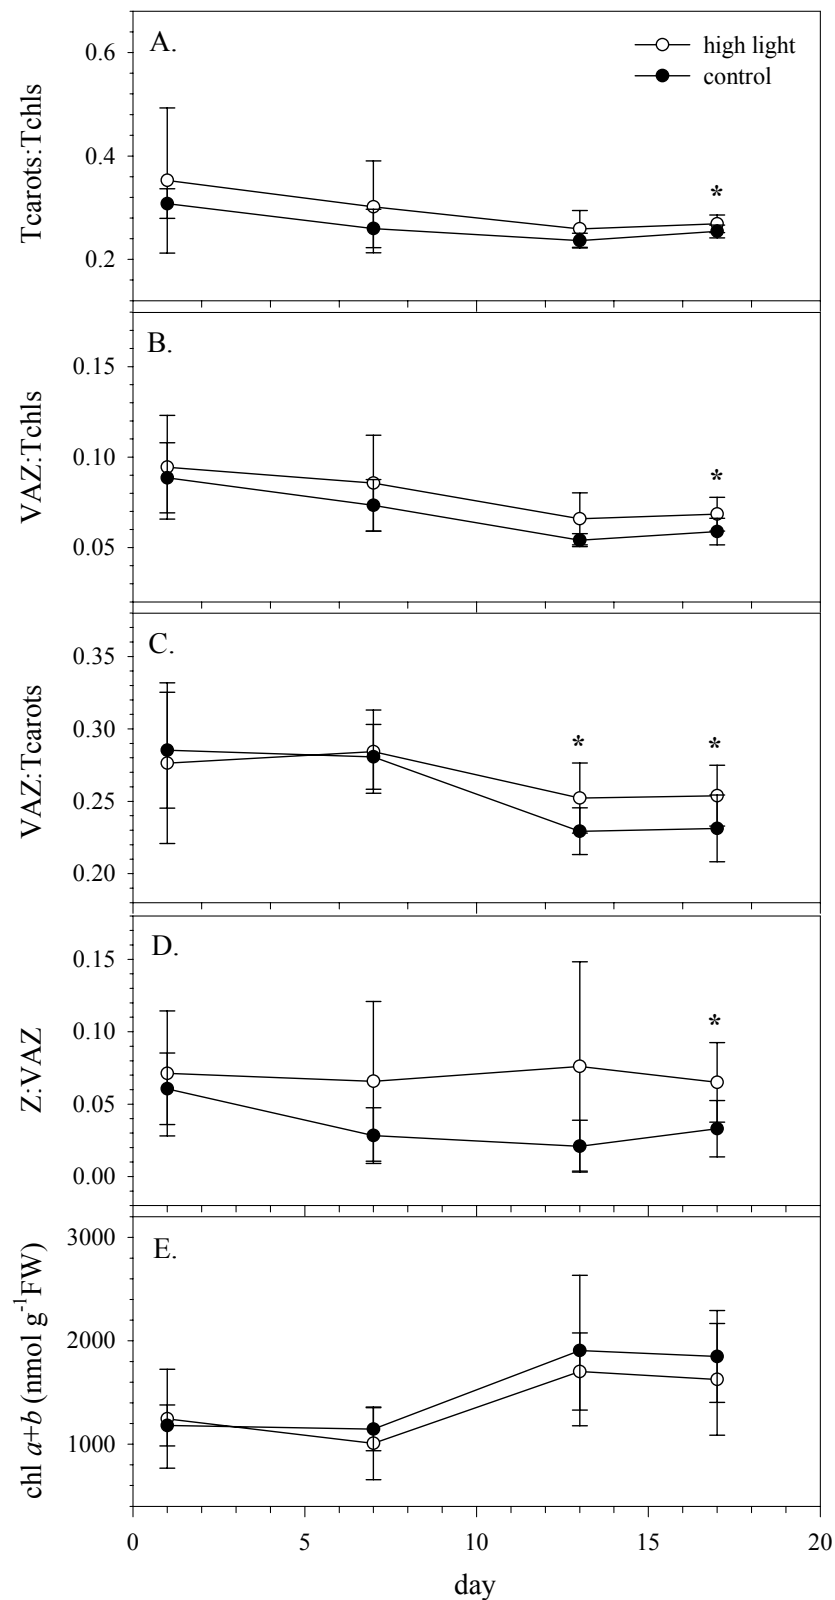 A.
high light
control
Tcarots:Tchls
0.6
0.4
0.2
*
B.
VAZ:Tchls
0.15
0.10
0.05
*
C.
VAZ:Tcarots
0.35
0.30
0.25
0.20
* *
D.
Z:VAZ
0.15
0.10
0.05
0.00
*
E.
chl a+b (nmol g⁻¹FW)
3000
2000
1000
0 5 10 15 20
day